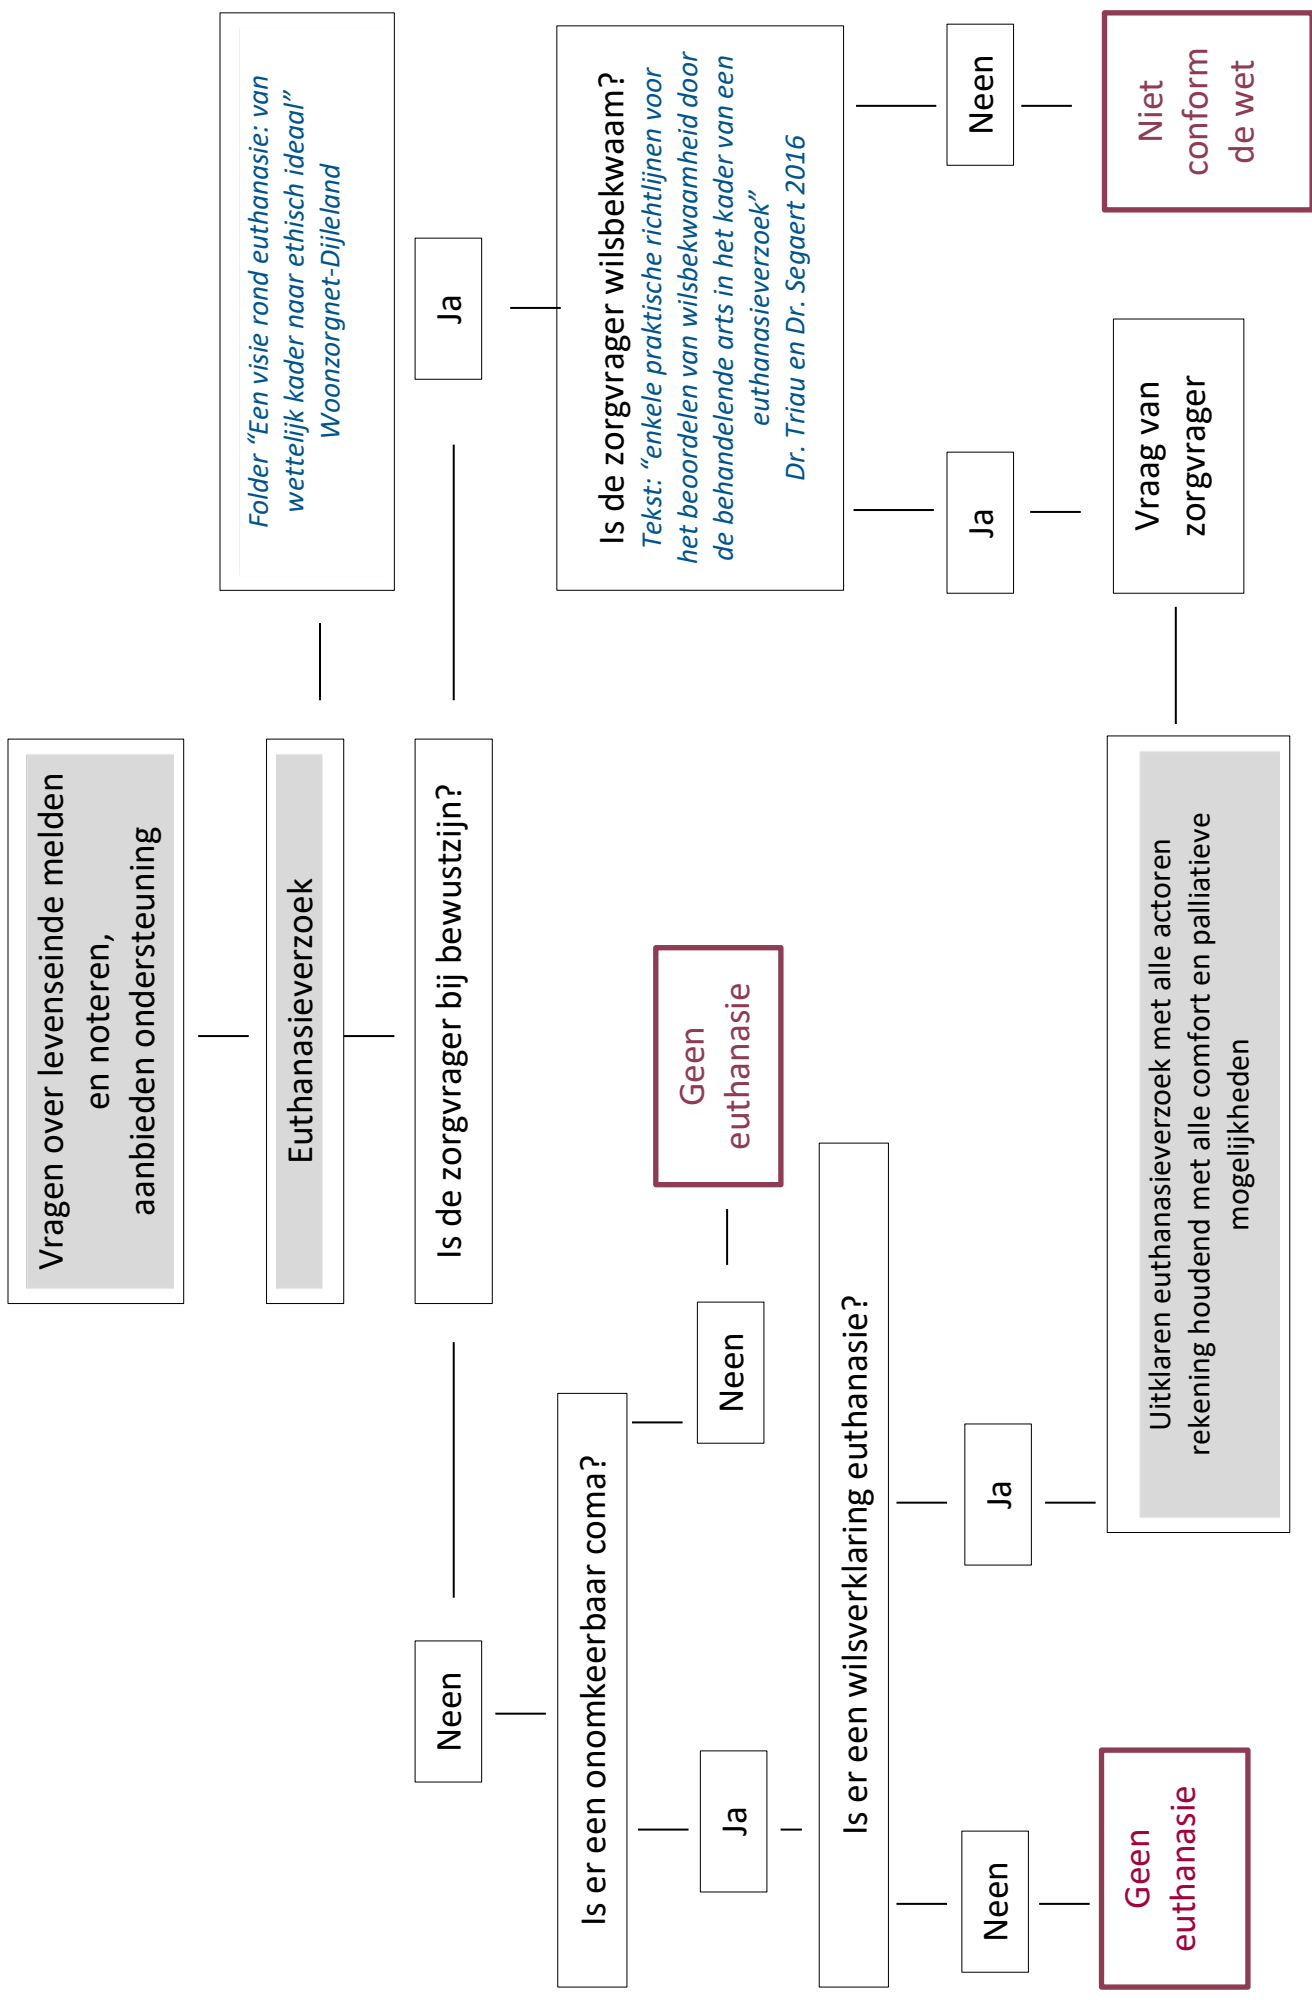 Vragen over levenseinde melden
en noteren,
aanbieden ondersteuning
Euthanasieverzoek
Folder “Een visie rond euthanasie: van
wettelijk kader naar ethisch ideaal”
Woonzorgnet-Dijleland
Is de zorgvrager bij bewustzijn?
Neen
Ja
Is er een onomkeerbaar coma?
Is de zorgvrager wilsbekwaam?
Tekst: “enkele praktische richtlijnen voor
het beoordelen van wilsbekwaamheid door
de behandelende arts in het kader van een
euthanasieverzoek”
Dr. Triau en Dr. Segaert 2016
Ja
Neen
Geen
euthanasie
Is er een wilsverklaring euthanasie?
Neen
Ja
Ja
Neen
Geen
euthanasie
Uitklaren euthanasieverzoek met alle actoren
rekening houdend met alle comfort en palliatieve
mogelijkheden
Vraag van
zorgvrager
Niet
conform
de wet